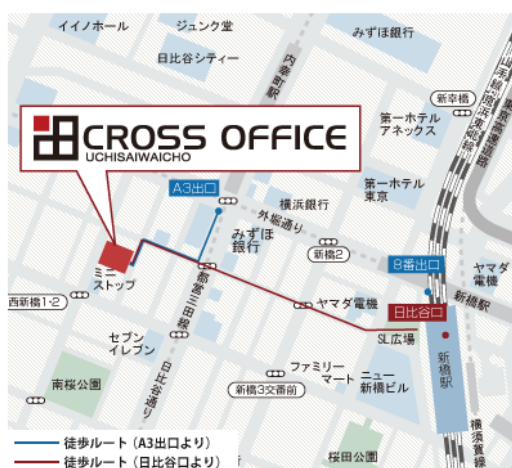 イイノホール
ジュンク堂
みずほ銀行
日比谷シティー
内幸町駅
山手線/京浜東北線
東京高速道路
新幸橋
第一ホテル
アネックス
CROSS OFFICE
UCHISAIWAICHO
A3出口
横浜銀行
外堀通り
第一ホテル
東京
みずほ
銀行
新橋2
8番出口
ヤマダ
電機
新橋駅
ミニ
ストップ
西新橋1・2
都営三田線
ヤマダ電機
日比谷口
SL広場
セブン
イレブン
日比谷通り
ファミリー
マート
ニュー
新橋ビル
新橋駅
南桜公園
新橋3交番前
横須賀線
桜田公園
徒歩ルート（A3出口より）
徒歩ルート（日比谷口より）